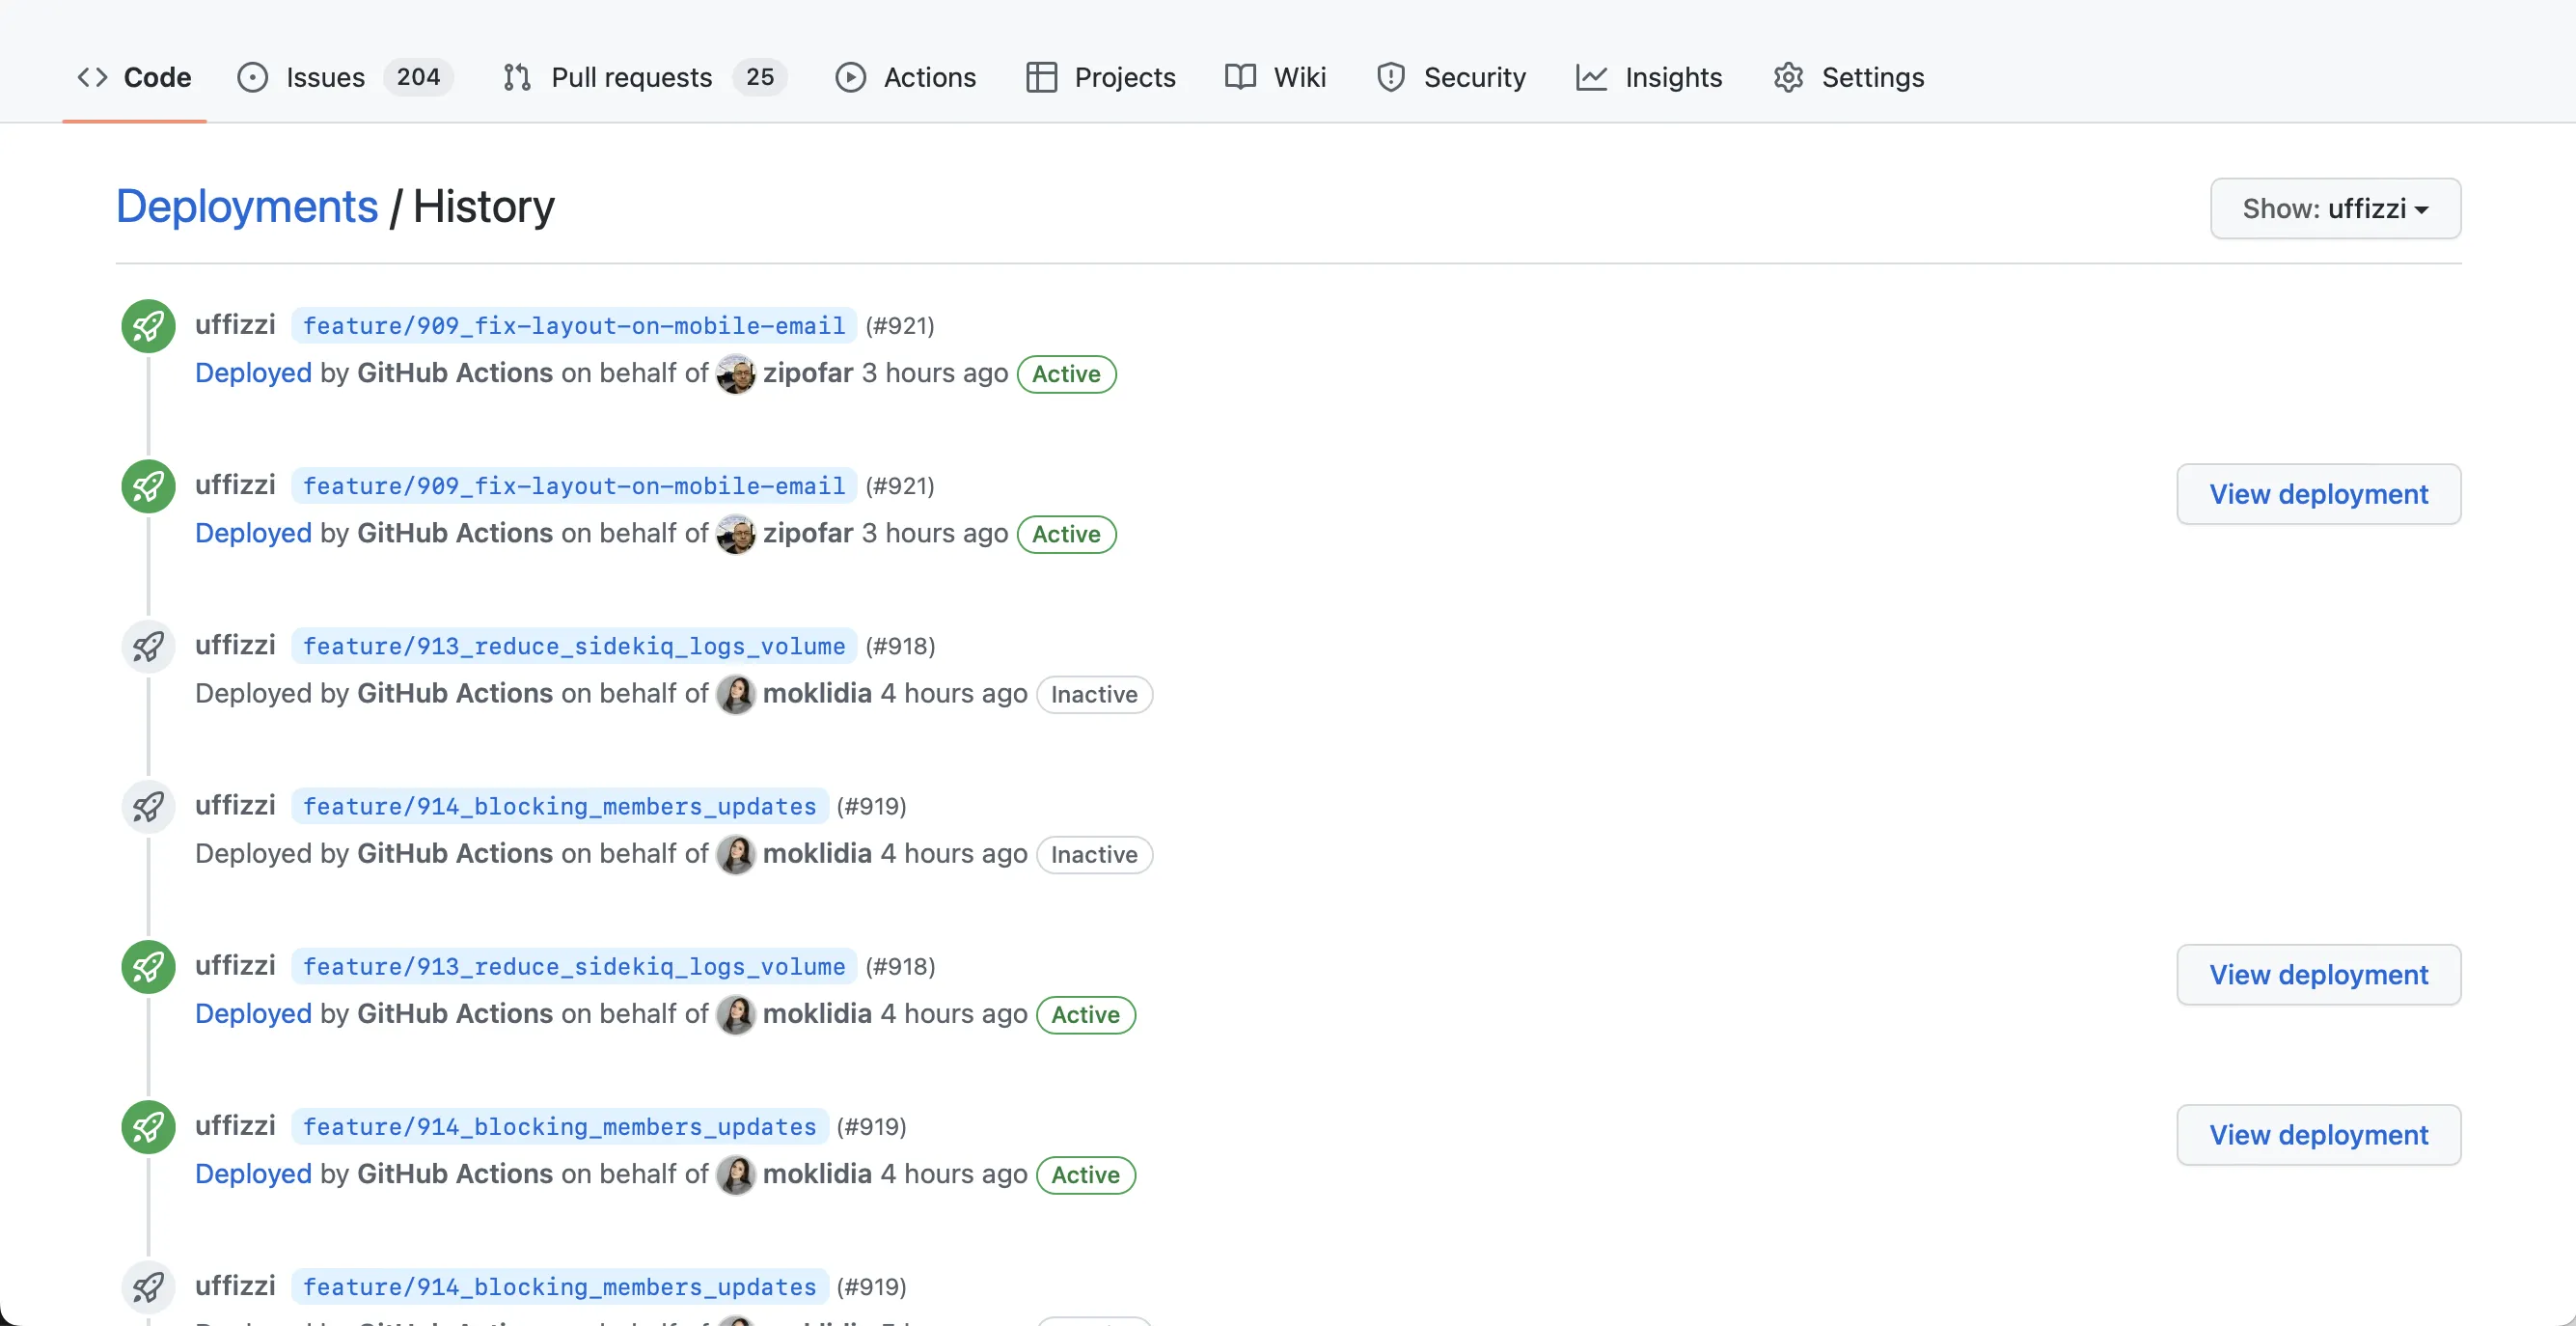 Code Issues 204 Pull requests 25 Actions Projects Wiki Security Insights Settings
Deployments / History
Show: uffizzi
uffizzi feature/909_fix-layout-on-mobile-email (#921)
Deployed by GitHub Actions on behalf of zipofar 3 hours ago Active
uffizzi feature/909_fix-layout-on-mobile-email (#921)
View deployment
Deployed by GitHub Actions on behalf of zipofar 3 hours ago Active
uffizzi feature/913_reduce_sidekiq_logs_volume (#918)
Deployed by GitHub Actions on behalf of moklidia 4 hours ago Inactive
uffizzi feature/914_blocking_members_updates (#919)
Deployed by GitHub Actions on behalf of moklidia 4 hours ago Inactive
uffizzi feature/913_reduce_sidekiq_logs_volume (#918)
View deployment
Deployed by GitHub Actions on behalf of moklidia 4 hours ago Active
uffizzi feature/914_blocking_members_updates (#919)
View deployment
Deployed by GitHub Actions on behalf of moklidia 4 hours ago Active
uffizzi feature/914_blocking_members_updates (#919)